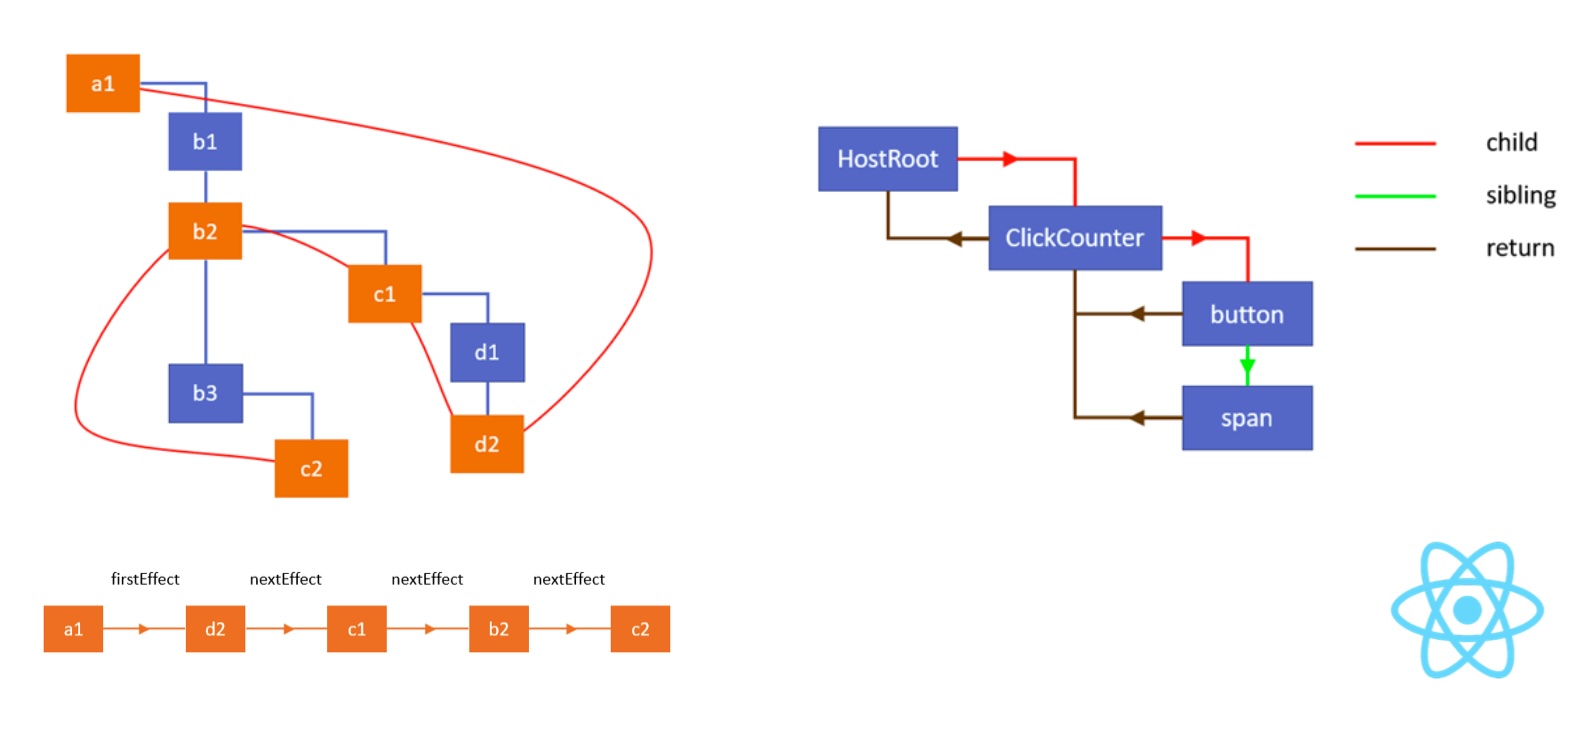 a1
b1
b2
c1
d1
b3
d2
c2
firstEffect nextEffect nextEffect nextEffect
a1 d2 c1 b2 c2
HostRoot
ClickCounter
button
span
child
sibling
return